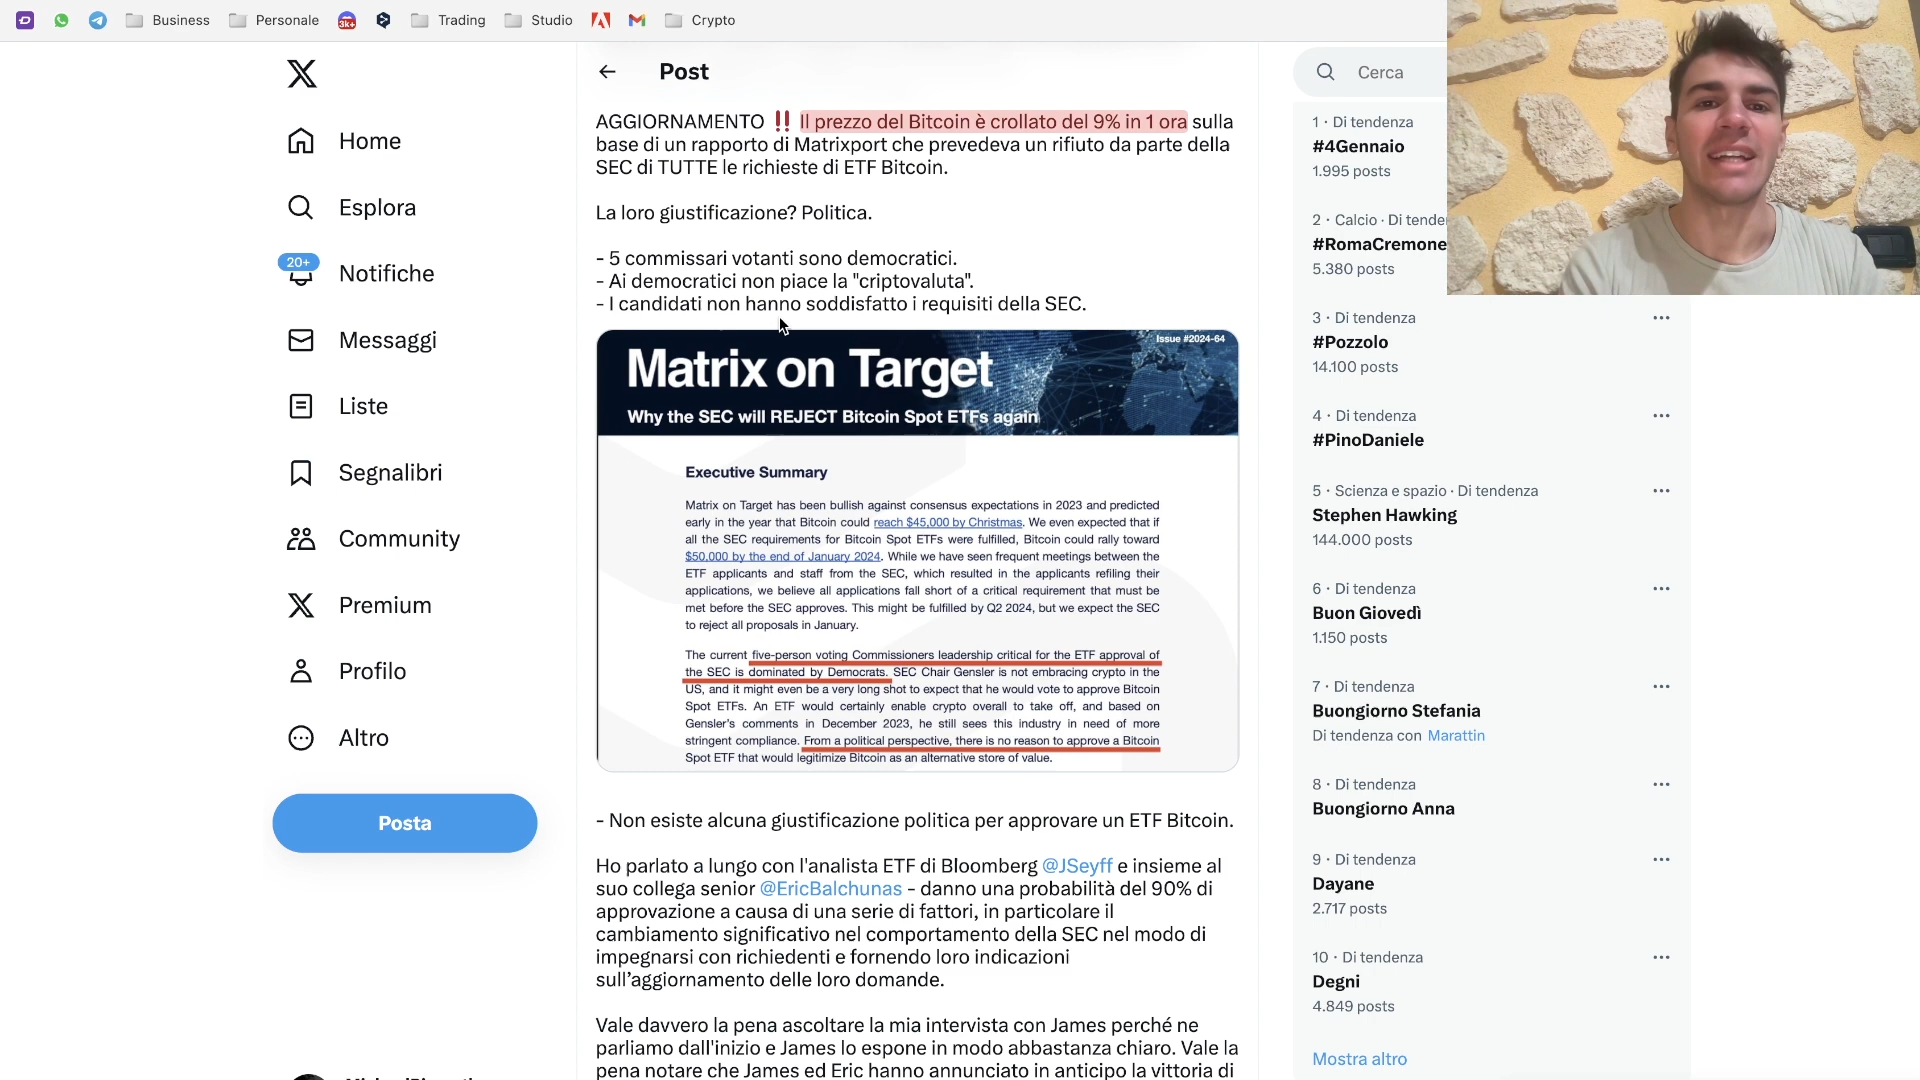 Business
Personale
3k+
Trading
Studio
Crypto
Home
Esplora
20+
Notifiche
Messaggi
Liste
Segnalibri
Community
Premium
Profilo
Altro
Posta
Post
AGGIORNAMENTO ‼️ Il prezzo del Bitcoin è crollato del 9% in 1 ora sulla
base di un rapporto di Matrixport che prevedeva un rifiuto da parte della
SEC di TUTTE le richieste di ETF Bitcoin.
La loro giustificazione? Politica.
- 5 commissari votanti sono democratici.
- Ai democratici non piace la "criptovaluta".
- I candidati non hanno soddisfatto i requisiti della SEC.
Issue #2024-64
Matrix on Target
Why the SEC will REJECT Bitcoin Spot ETFs again
Executive Summary
Matrix on Target has been bullish against consensus expectations in 2023 and predicted
early in the year that Bitcoin could reach $45,000 by Christmas. We even expected that if
all the SEC requirements for Bitcoin Spot ETFs were fulfilled, Bitcoin could rally toward
$50,000 by the end of January 2024. While we have seen frequent meetings between the
ETF applicants and staff from the SEC, which resulted in the applicants refiling their
applications, we believe all applications fall short of a critical requirement that must be
met before the SEC approves. This might be fulfilled by Q2 2024, but we expect the SEC
to reject all proposals in January.
The current five-person voting Commissioners leadership critical for the ETF approval of
the SEC is dominated by Democrats. SEC Chair Gensler is not embracing crypto in the
US, and it might even be a very long shot to expect that he would vote to approve Bitcoin
Spot ETFs. An ETF would certainly enable crypto overall to take off, and based on
Gensler's comments in December 2023, he still sees this industry in need of more
stringent compliance. From a political perspective, there is no reason to approve a Bitcoin
Spot ETF that would legitimize Bitcoin as an alternative store of value.
- Non esiste alcuna giustificazione politica per approvare un ETF Bitcoin.
Ho parlato a lungo con l'analista ETF di Bloomberg @JSeyff e insieme al
suo collega senior @EricBalchunas - danno una probabilità del 90% di
approvazione a causa di una serie di fattori, in particolare il
cambiamento significativo nel comportamento della SEC nel modo di
impegnarsi con richiedenti e fornendo loro indicazioni
sull'aggiornamento delle loro domande.
Vale davvero la pena ascoltare la mia intervista con James perché ne
parliamo dall'inizio e James lo espone in modo abbastanza chiaro. Vale la
pena notare che James ed Eric hanno annunciato in anticipo la vittoria di
Cerca
1 · Di tendenza
#4Gennaio
1.995 posts
2 · Calcio · Di tende
#RomaCremone
5.380 posts
3 · Di tendenza
#Pozzolo
14.100 posts
4 · Di tendenza
#PinoDaniele
5 · Scienza e spazio · Di tendenza
Stephen Hawking
144.000 posts
6 · Di tendenza
Buon Giovedì
1.150 posts
7 · Di tendenza
Buongiorno Stefania
Di tendenza con Marattin
8 · Di tendenza
Buongiorno Anna
9 · Di tendenza
Dayane
2.717 posts
10 · Di tendenza
Degni
4.849 posts
Mostra altro